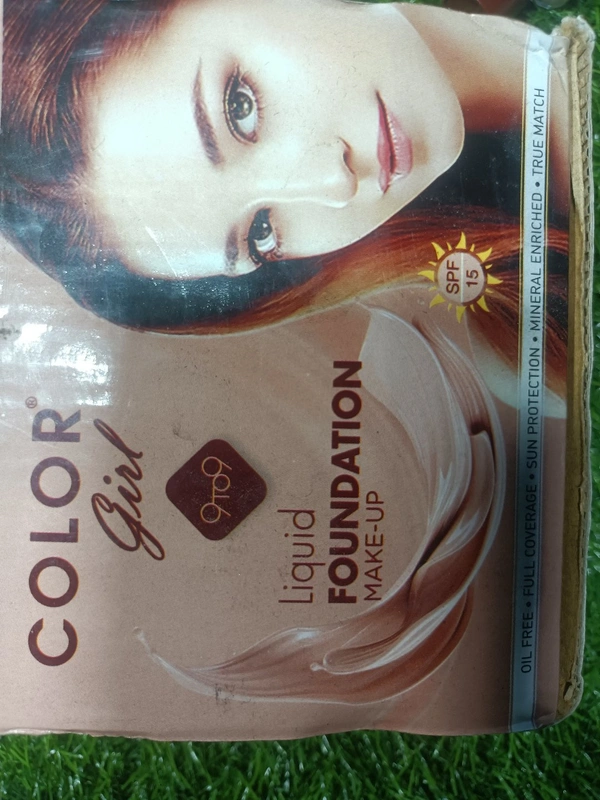 COLOR®
Girl
9TO9
Liquid
FOUNDATION
MAKE-UP
SPF
15
OIL FREE • FULL COVERAGE • SUN PROTECTION • MINERAL ENRICHED • TRUE MATCH